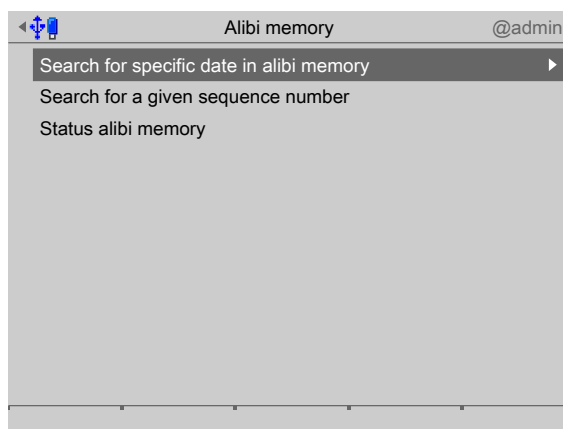 Alibi memory @admin
Search for specific date in alibi memory
Search for a given sequence number
Status alibi memory